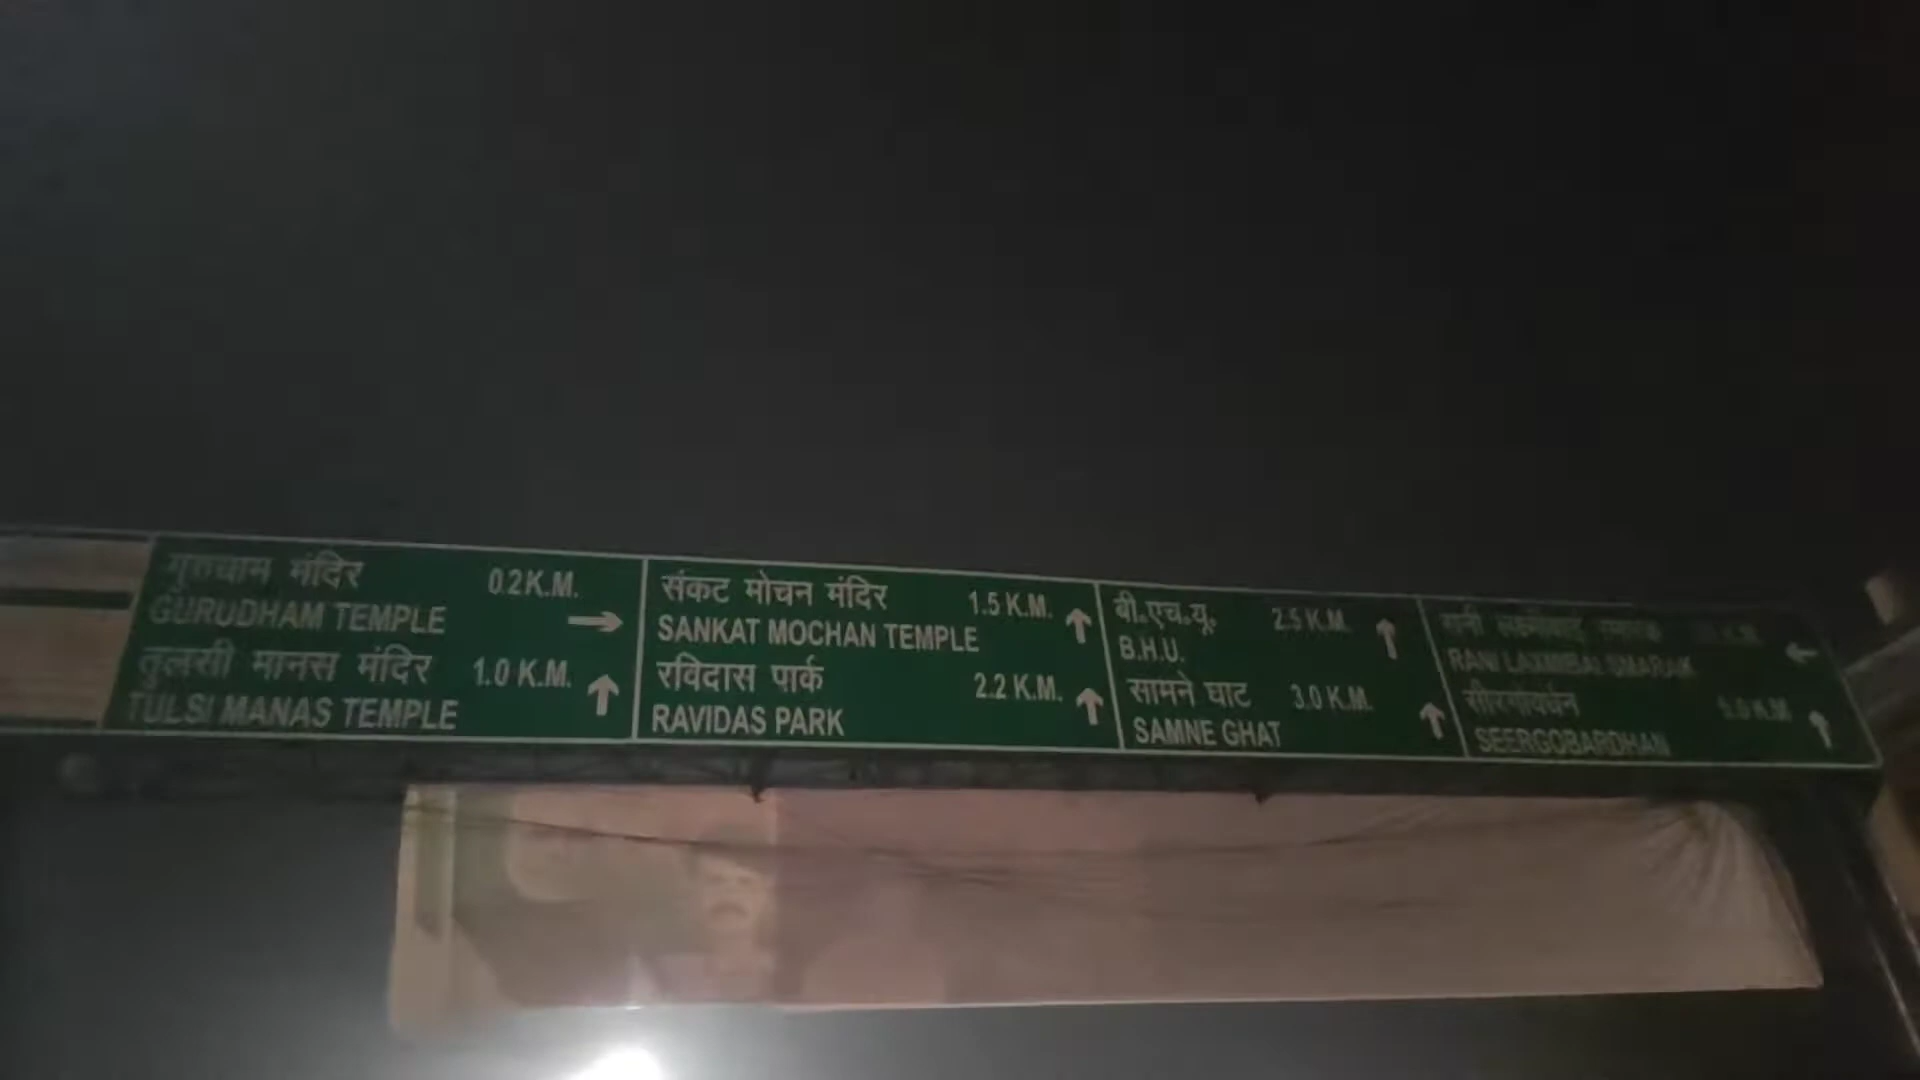 गुरुधाम मंदिर 0.2 K.M.
GURUDHAM TEMPLE
तुलसी मानस मंदिर 1.0 K.M.
TULSI MANAS TEMPLE
संकट मोचन मंदिर 1.5 K.M.
SANKAT MOCHAN TEMPLE
रविदास पार्क 2.2 K.M.
RAVIDAS PARK
बी.एच.यू. 2.5 K.M.
B.H.U.
सामने घाट 3.0 K.M.
SAMNE GHAT
रानी लक्ष्मीबाई स्मारक K.M.
RANI LAXMIBAI SMARAK
सीरगोवर्धन K.M.
SEERGOBARDHAN